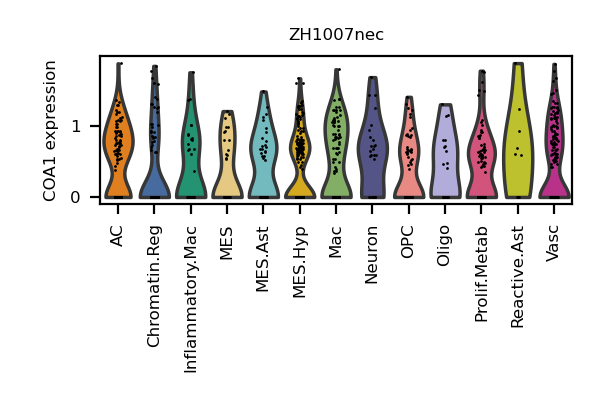 ZH1007nec
COA1 expression
1
0
AC
Chromatin.Reg
Inflammatory.Mac
MES
MES.Ast
MES.Hyp
Mac
Neuron
OPC
Oligo
Prolif.Metab
Reactive.Ast
Vasc